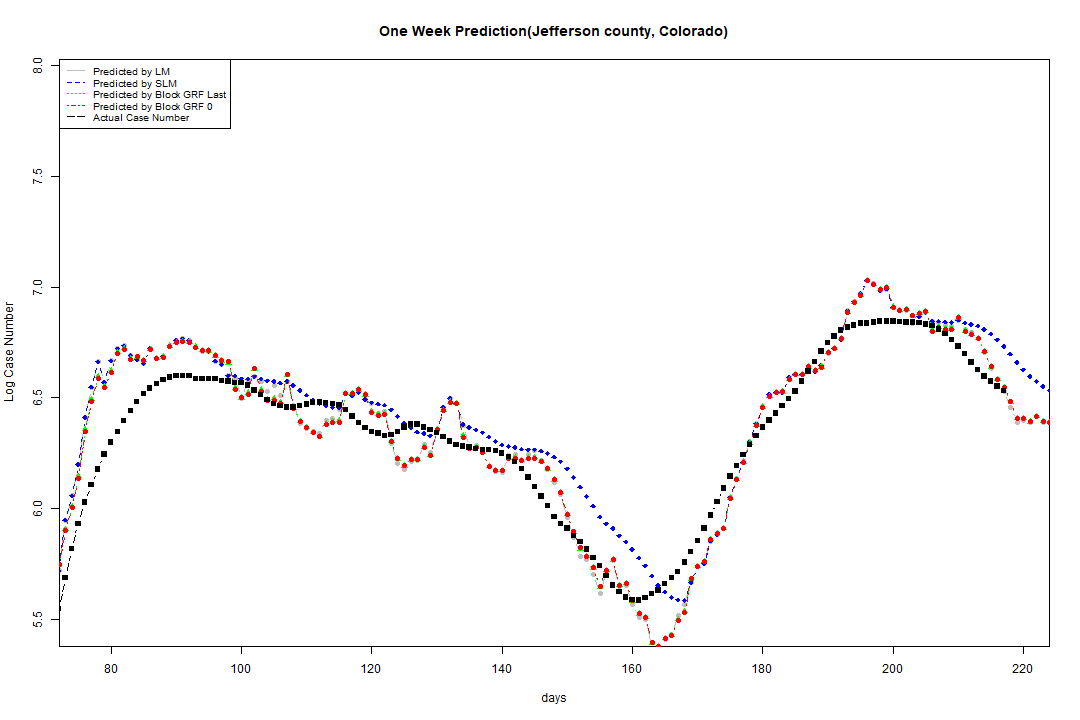 One Week Prediction(Jefferson county, Colorado)
8.0
Predicted by LM
Predicted by SLM
Predicted by Block GRF Last
Predicted by Block GRF 0
Actual Case Number
7.5
7.0
6.5
6.0
5.5
Log Case Number
80 100 120 140 160 180 200 220
days